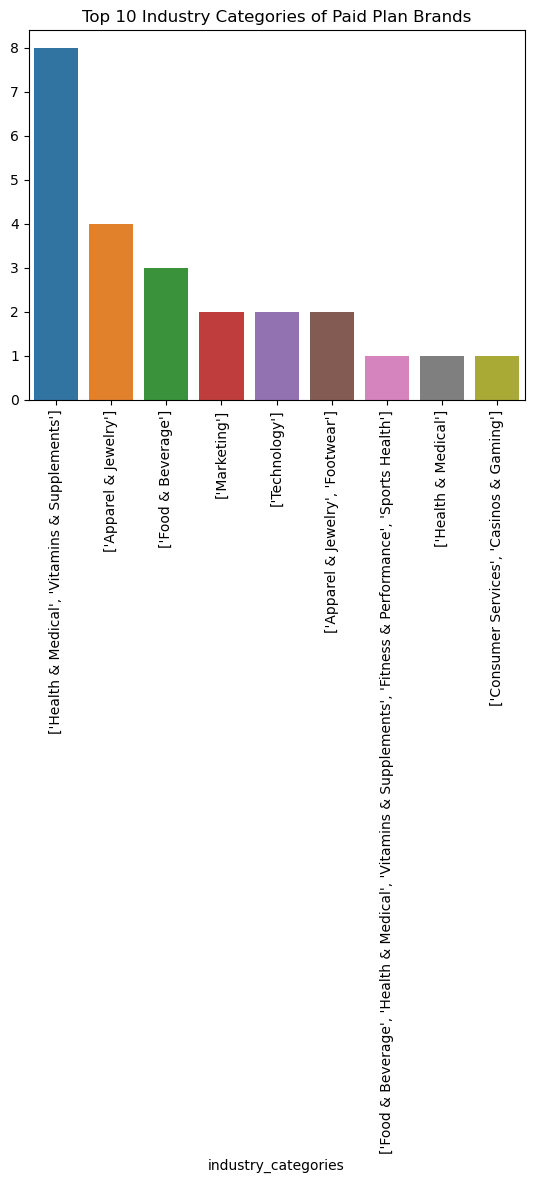 Top 10 Industry Categories of Paid Plan Brands
8
7
6
5
4
3
2
1
0
['Health & Medical', 'Vitamins & Supplements']
['Apparel & Jewelry']
['Food & Beverage']
['Marketing']
['Technology']
['Apparel & Jewelry', 'Footwear']
['Food & Beverage', 'Health & Medical', 'Vitamins & Supplements', 'Fitness & Performance', 'Sports Health']
['Health & Medical']
['Consumer Services', 'Casinos & Gaming']
industry_categories